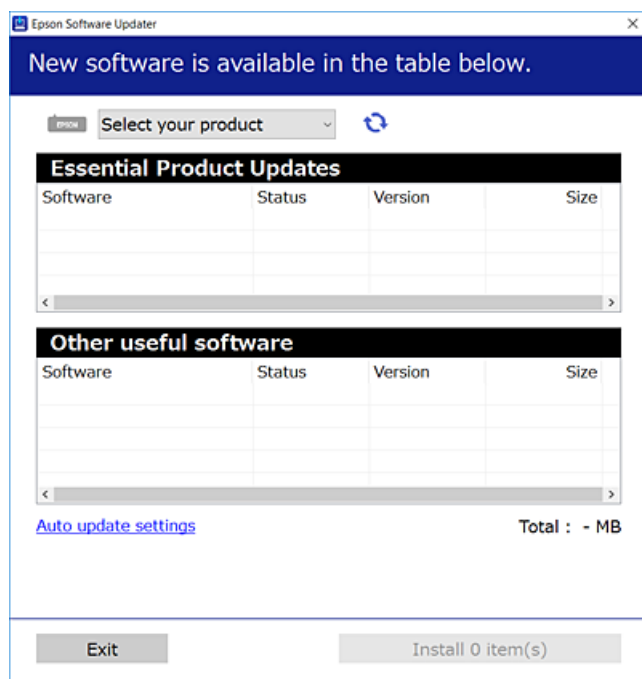 Epson Software Updater
New software is available in the table below.
EPSON Select your product
Essential Product Updates
Software Status Version Size
Other useful software
Software Status Version Size
Auto update settings Total : - MB
Exit Install 0 item(s)